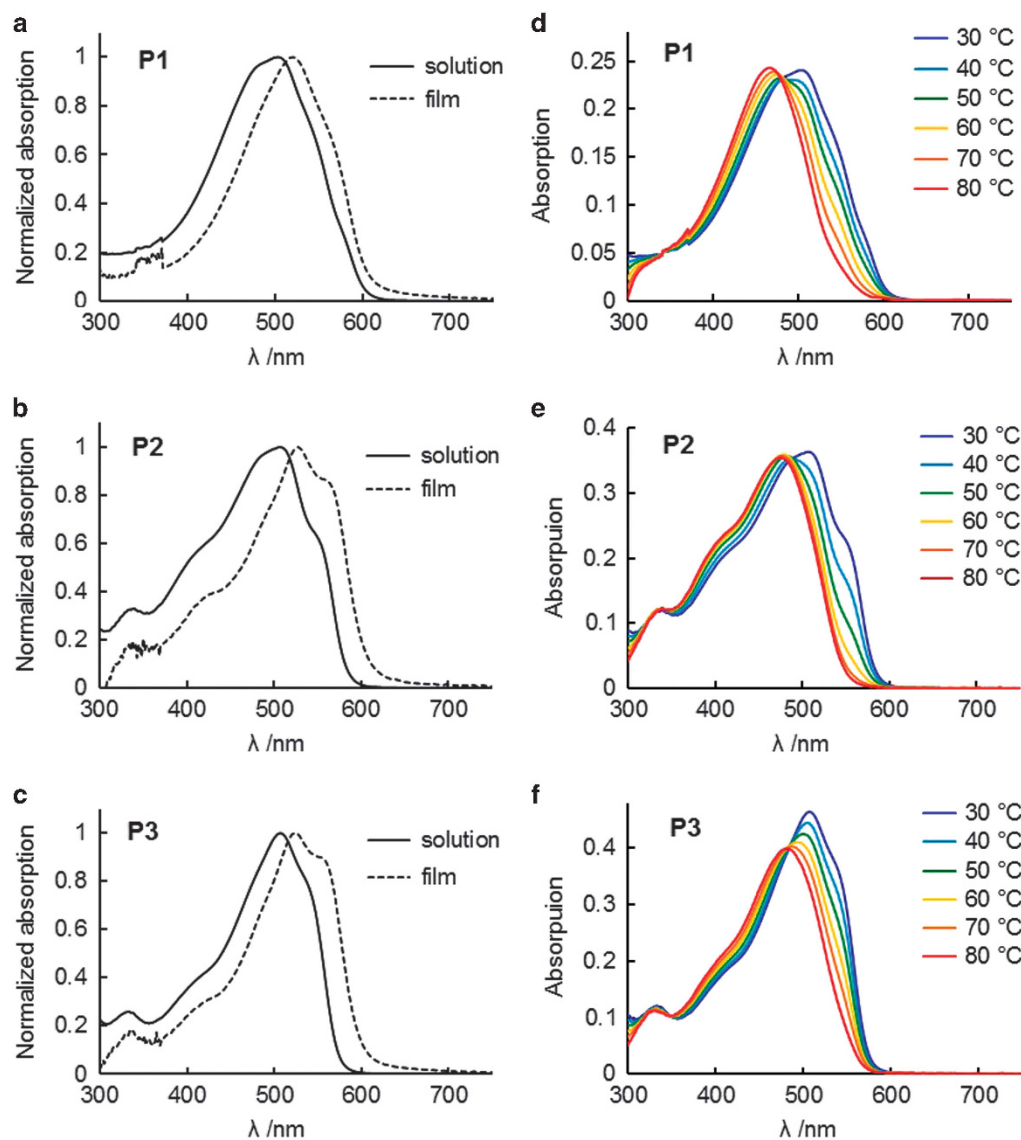 a
P1
solution
film
Normalized absorption
1
0.8
0.6
0.4
0.2
0
300 400 500 600 700
λ /nm
d
P1
30 °C
40 °C
50 °C
60 °C
70 °C
80 °C
Absorption
0.25
0.20
0.15
0.10
0.05
0.00
300 400 500 600 700
λ /nm
b
P2
solution
film
Normalized absorption
1
0.8
0.6
0.4
0.2
0
300 400 500 600 700
λ /nm
e
P2
30 °C
40 °C
50 °C
60 °C
70 °C
80 °C
Absorpuion
0.4
0.3
0.2
0.1
0
300 400 500 600 700
λ /nm
c
P3
solution
film
Normalized absorption
1
0.8
0.6
0.4
0.2
0
300 400 500 600 700
λ /nm
f
P3
30 °C
40 °C
50 °C
60 °C
70 °C
80 °C
Absorpuion
0.4
0.3
0.2
0.1
0
300 400 500 600 700
λ /nm